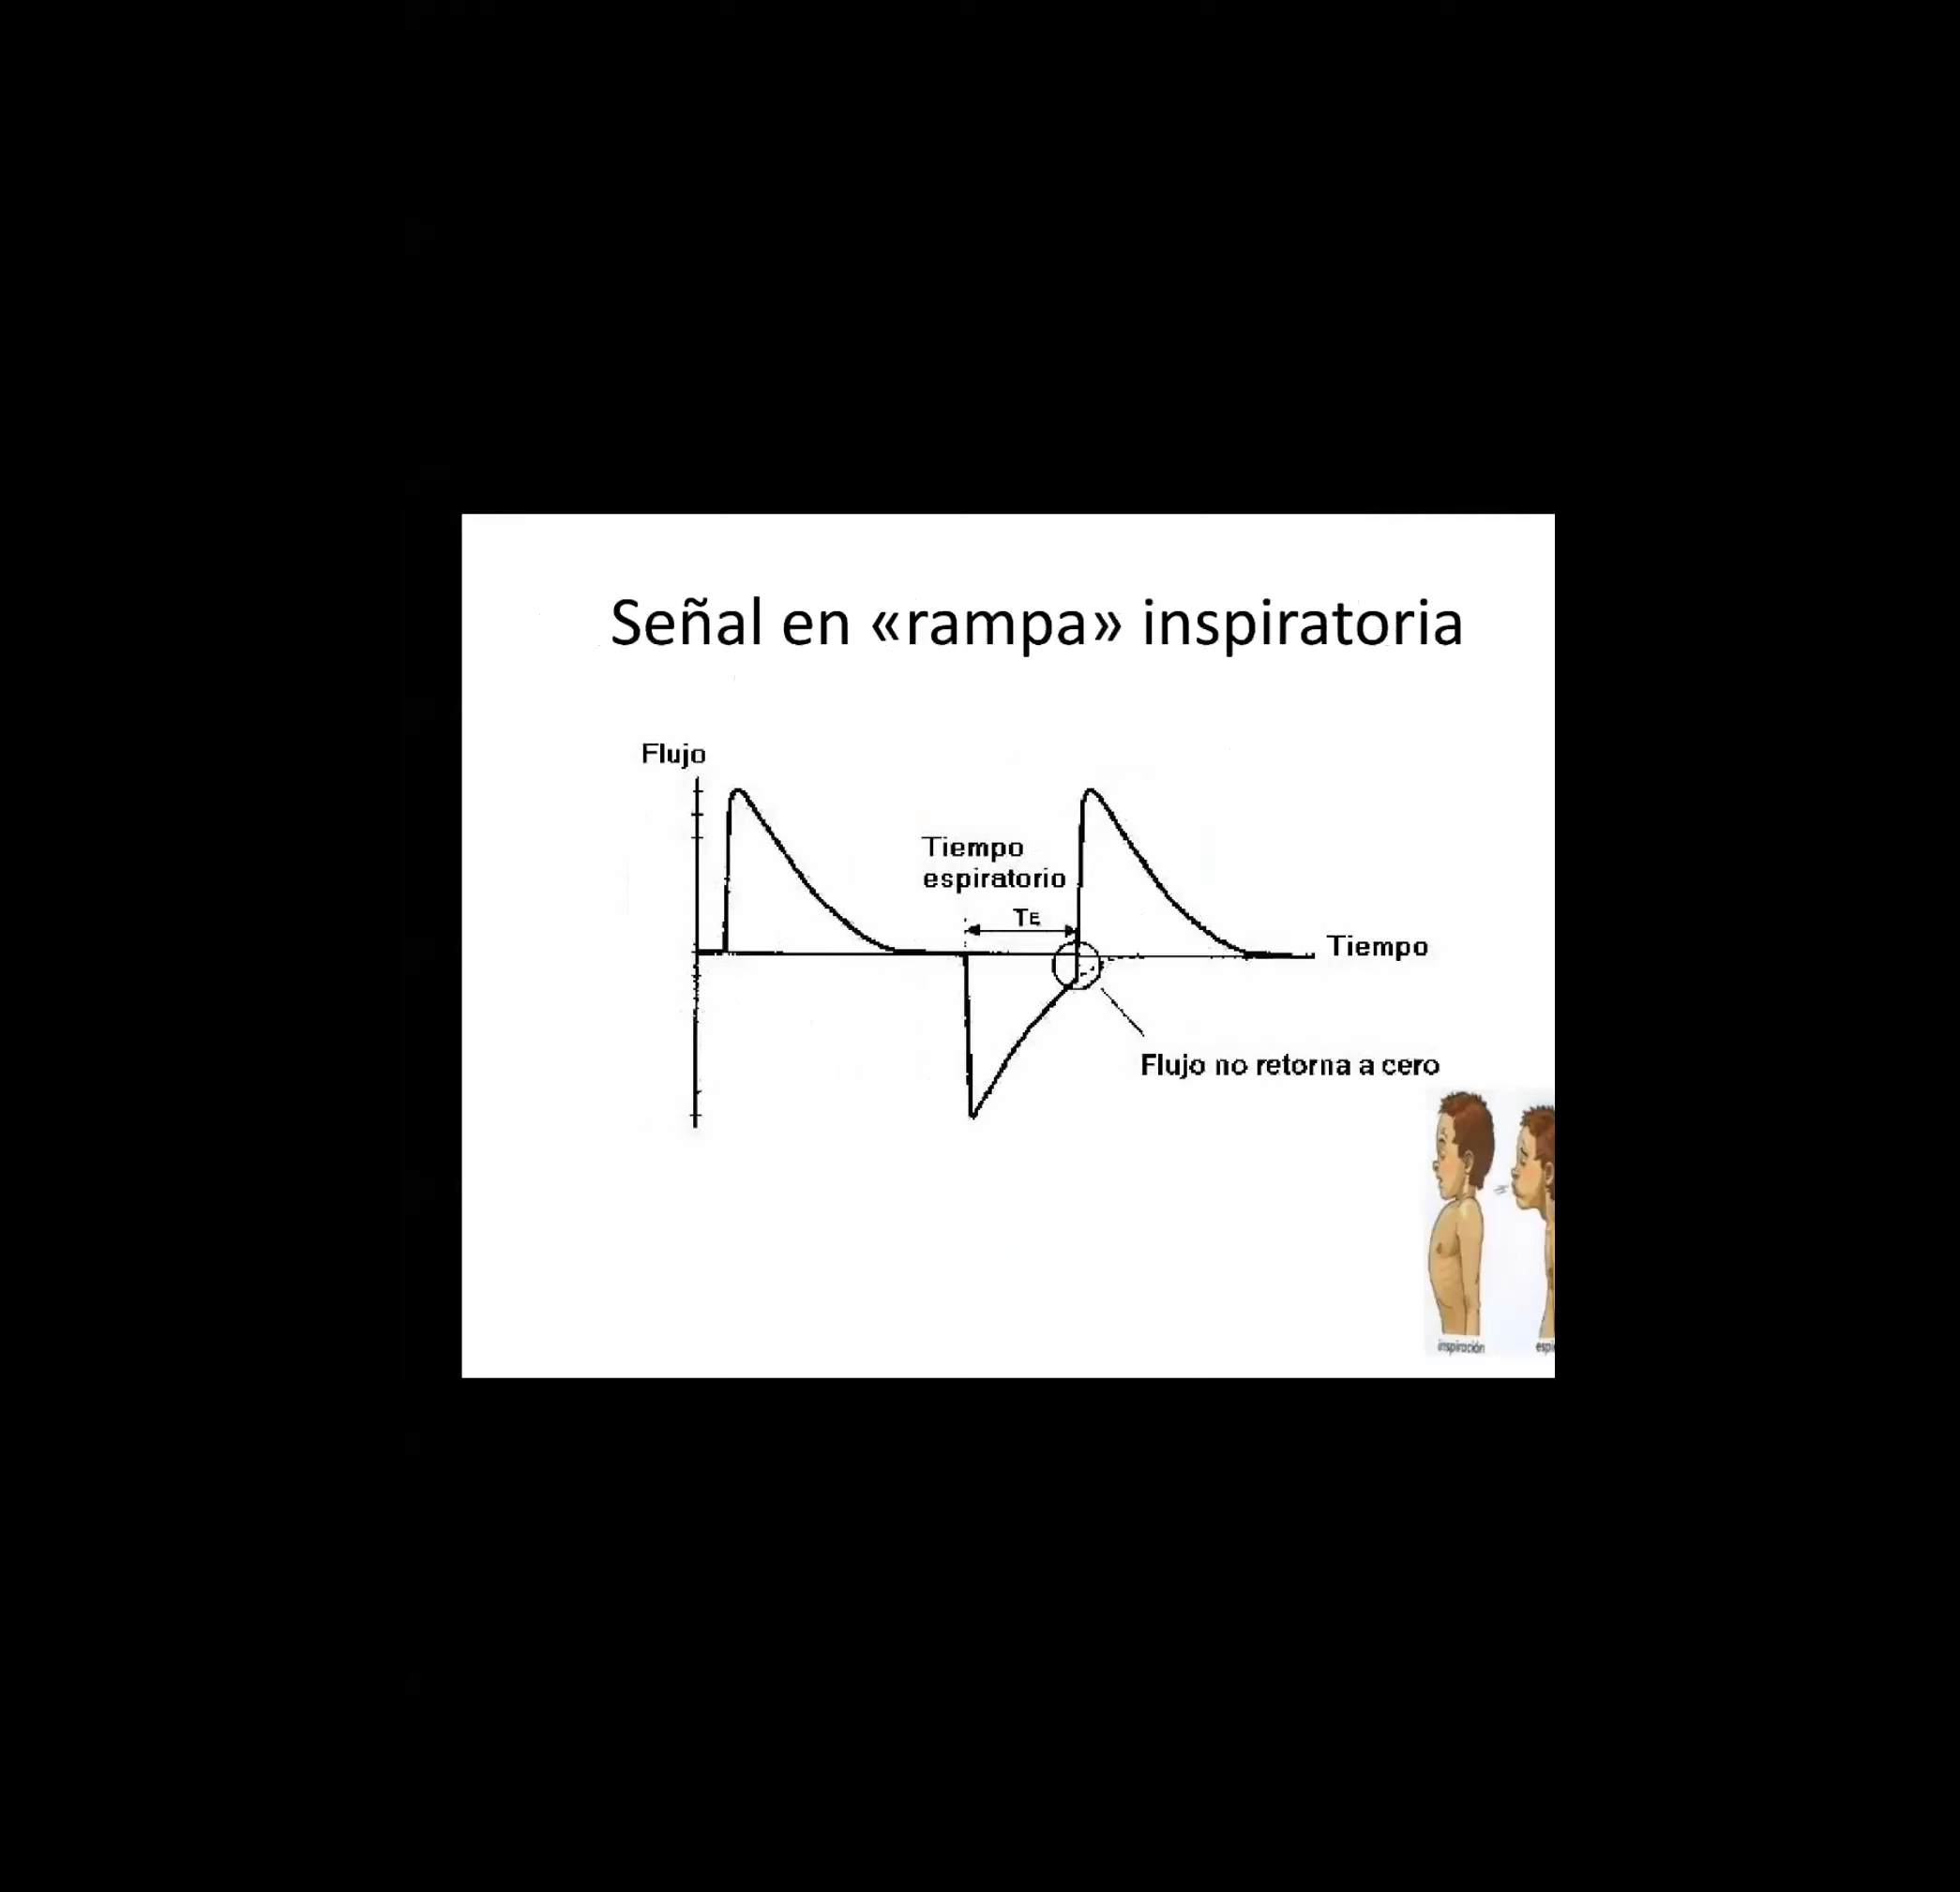 Señal en «rampa» inspiratoria
Flujo
Tiempo
espiratorio
TE
Tiempo
Flujo no retorna a cero
inspiración